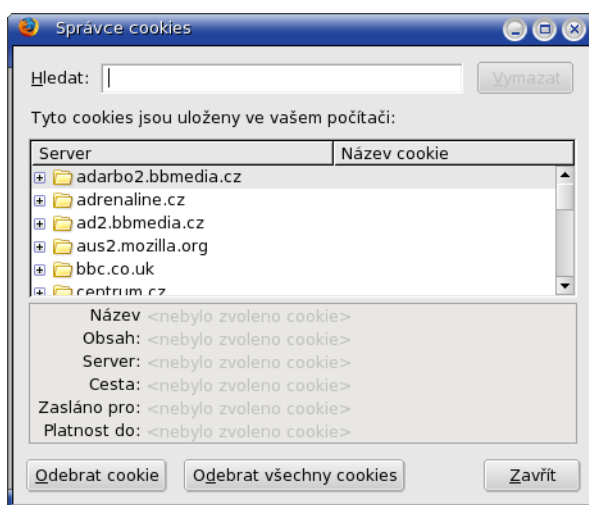 Správce cookies
Hledat: Vymazat
Tyto cookies jsou uloženy ve vašem počítači:
Server Název cookie
adarbo2.bbmedia.cz
adrenaline.cz
ad2.bbmedia.cz
aus2.mozilla.org
bbc.co.uk
centrum.cz
Název <nebylo zvoleno cookie>
Obsah: <nebylo zvoleno cookie>
Server: <nebylo zvoleno cookie>
Cesta: <nebylo zvoleno cookie>
Zasláno pro: <nebylo zvoleno cookie>
Platnost do: <nebylo zvoleno cookie>
Odebrat cookie Odebrat všechny cookies Zavřít